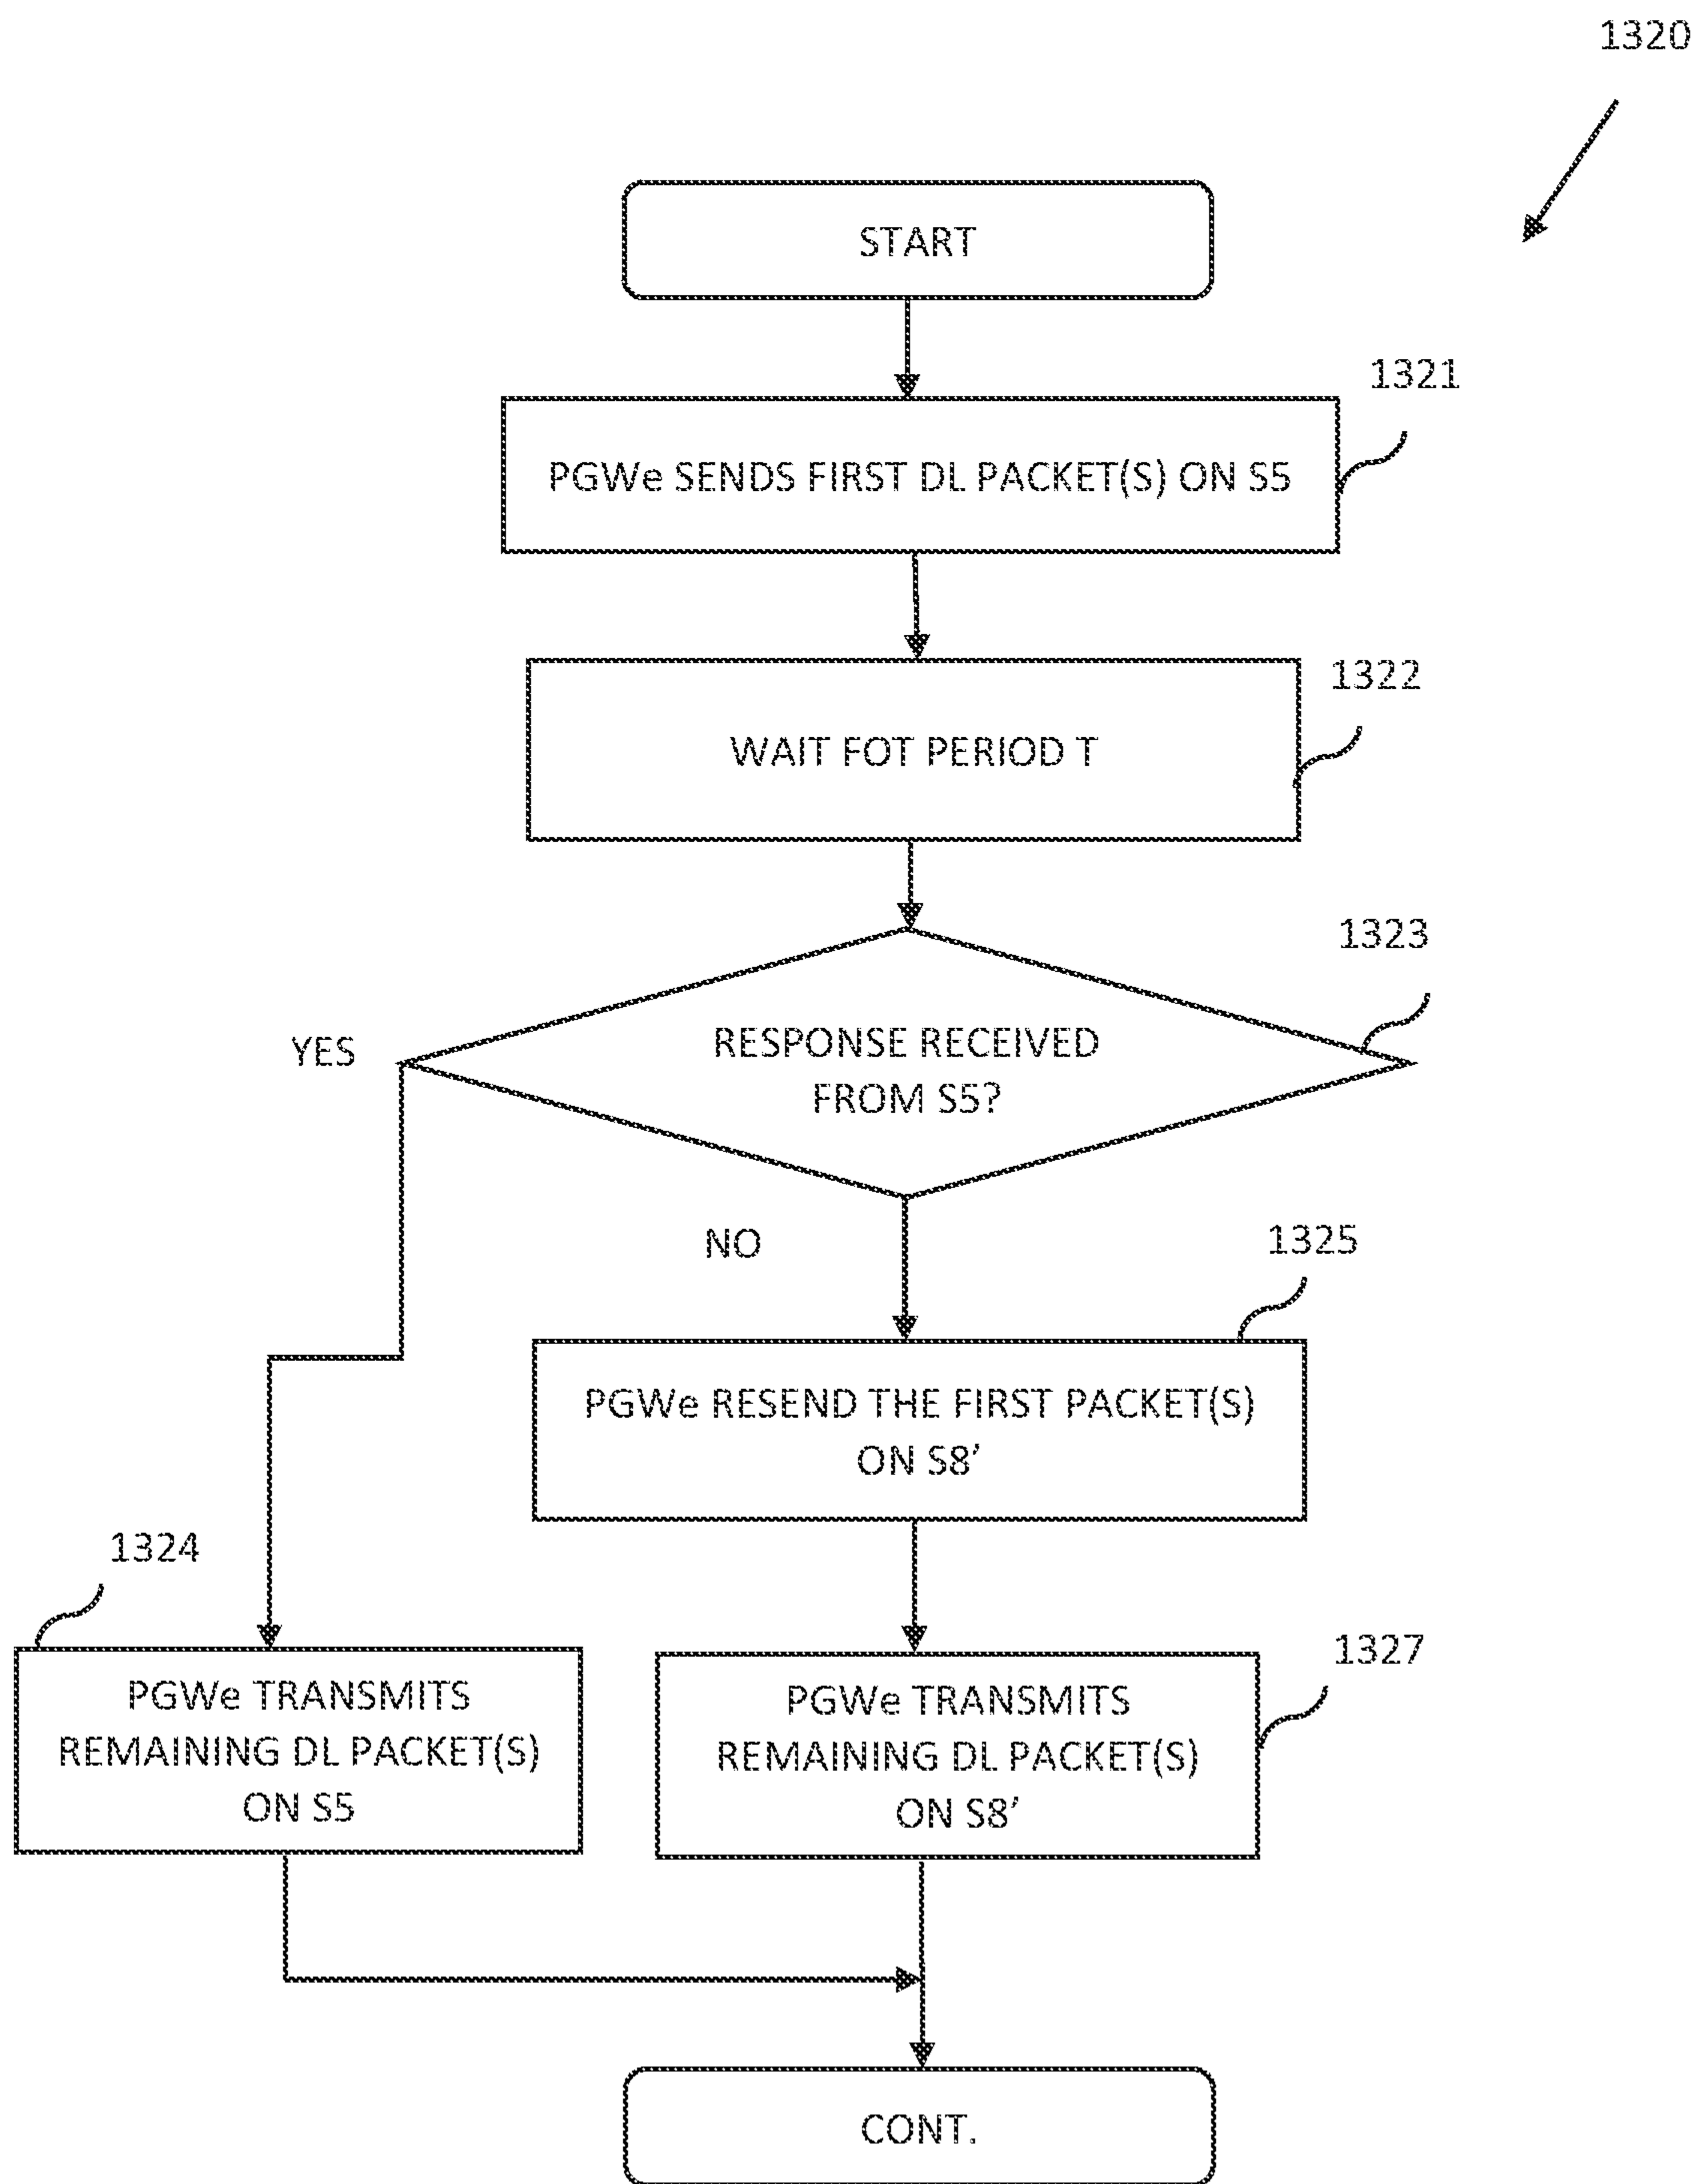 1320
START
1321
PGWe SENDS FIRST DL PACKET(S) ON S5
1322
WAIT FOT PERIOD T
1323
YES
RESPONSE RECEIVED
FROM S5?
NO
1325
PGWe RESEND THE FIRST PACKET(S)
ON S8’
1324
PGWe TRANSMITS
REMAINING DL PACKET(S)
ON S5
1327
PGWe TRANSMITS
REMAINING DL PACKET(S)
ON S8’
CONT.